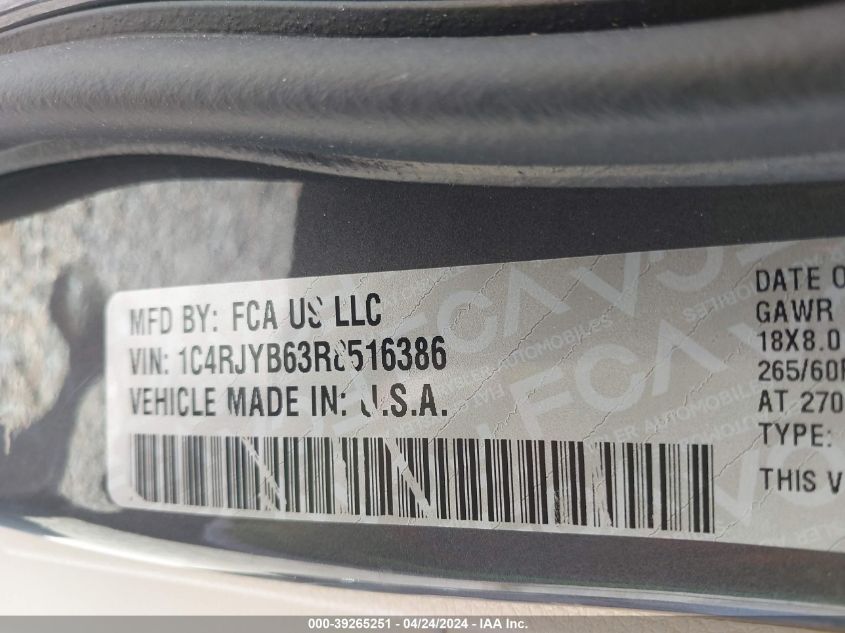 MFD BY: FCA US LLC
VIN: 1C4RJYB63R8516386
VEHICLE MADE IN: U.S.A.
DATE O
GAWR
18X8.0
265/60R
AT 270
TYPE:
THIS V
000-39265251 - 04/24/2024 - IAA Inc.